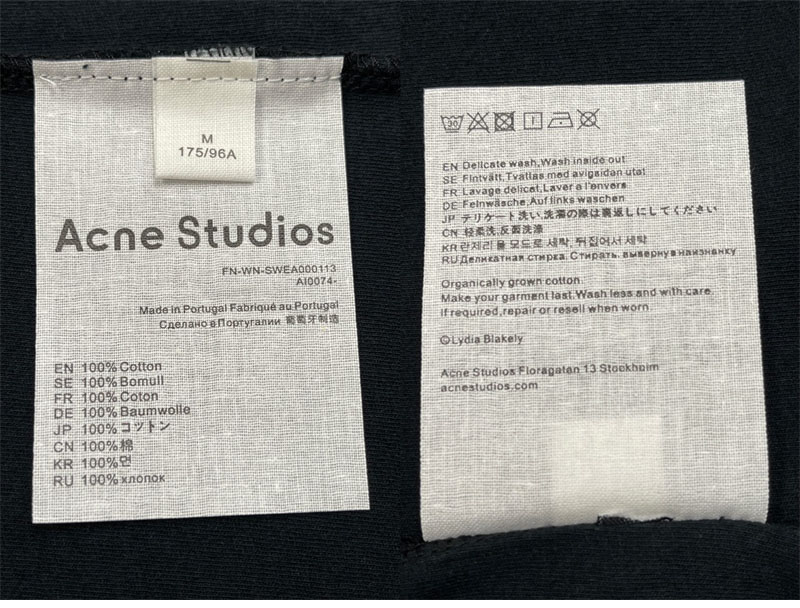 M
175/96A
Acne Studios
FN-WN-SWEA000113
AI0074-
Made in Portugal Fabriqué au Portugal
Сделано в Португалии 葡萄牙制造
EN 100% Cotton
SE 100% Bomull
FR 100% Coton
DE 100% Baumwolle
JP 100% コットン
CN 100% 棉
KR 100% 면
RU 100% хлопок
30
EN Delicate wash,Wash inside out
SE Fintvätt,Tvättas med avigsidan utåt
FR Lavage délicat,Laver à l'envers
DE Feinwäsche,Auf links waschen
JP デリケート洗い,洗濯の際は裏返しにしてください
CN 轻柔洗,反面洗涤
KR 란제리 울 모드로 세탁, 뒤집어서 세탁
RU Деликатная стирка. Стирать, вывернув наизнанку
Organically grown cotton
Make your garment last.Wash less and with care.
If required,repair or resell when worn
©Lydia Blakely
Acne Studios Floragatan 13 Stockholm
acnestudios.com